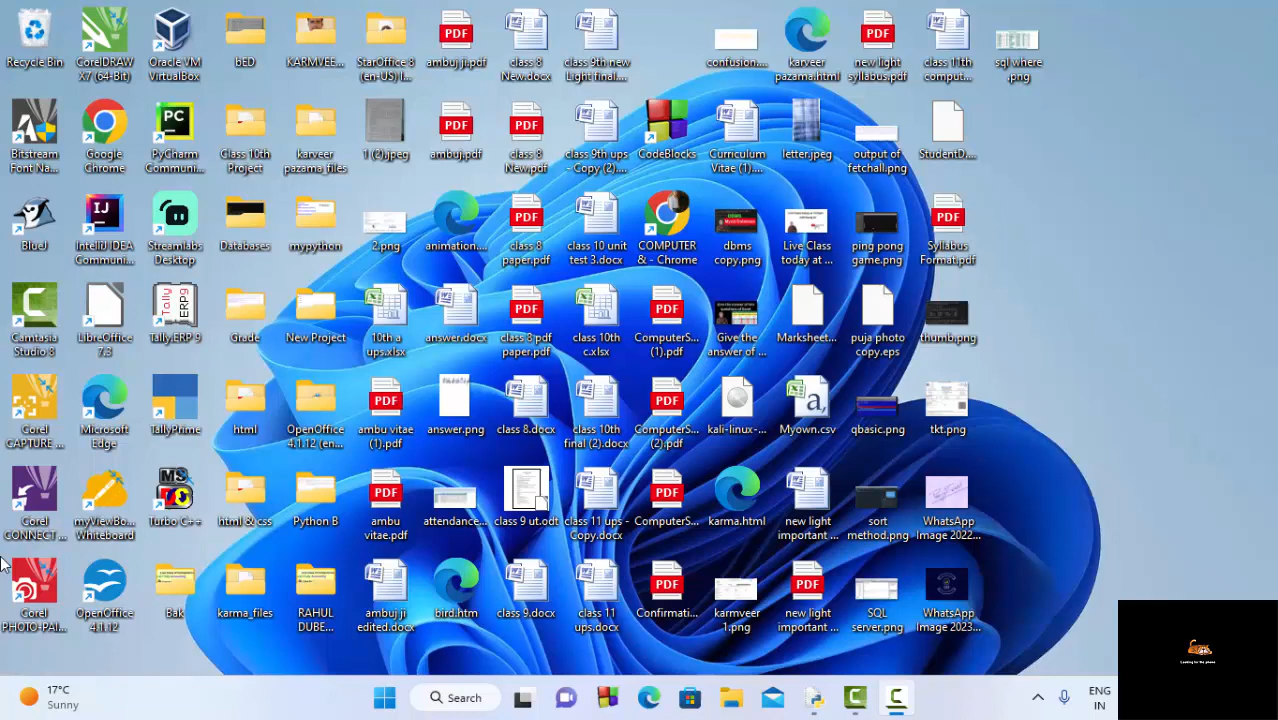 Recycle Bin
CorelDRAW
X7 (64-Bit)
Oracle VM
VirtualBox
bED
KARMVEE...
StarOffice 8
(en-US) I...
ambuj ji.pdf
class 8
New.docx
class 9th new
Light final....
confusion....
karveer
pazama.html
new light
syllabus.pdf
class 11th
comput...
sql where
.png
Bitstream
Font Na...
Google
Chrome
PyCharm
Communi...
Class 10th
Project
karveer
pazama_files
1 (2).jpeg
ambuj.pdf
class 8
New.pdf
class 9th ups
- Copy (2)....
CodeBlocks
Curriculum
Vitae (1)....
letter.jpeg
output of
fetchall.png
StudentD...
BlueJ
IntelliJ IDEA
Communi...
Streamlabs
Desktop
Databases
mypython
2.png
animation....
class 8
paper.pdf
class 10 unit
test 3.docx
COMPUTER
& - Chrome
dbms
copy.png
Live Class
today at ...
ping pong
game.png
Syllabus
Format.pdf
Camtasia
Studio 8
LibreOffice
7.3
Tally.ERP 9
Grade
New Project
10th a
ups.xlsx
answer.docx
class 8 pdf
paper.pdf
class 10th
c.xlsx
ComputerS...
(1).pdf
Give the
answer of ...
Marksheet...
puja photo
copy.eps
thumb.png
Corel
CAPTURE ...
Microsoft
Edge
TallyPrime
html
OpenOffice
4.1.12 (en...
ambu vitae
(1).pdf
answer.png
class 8.docx
class 10th
final (2).docx
ComputerS...
(2).pdf
kali-linux-...
Myown.csv
qbasic.png
tkt.png
Corel
CONNECT ...
myViewBo...
Whiteboard
Turbo C++
html & css
Python B
ambu
vitae.pdf
attendance...
class 9 ut.odt
class 11 ups -
Copy.docx
ComputerS...
karma.html
new light
important ...
sort
method.png
WhatsApp
Image 2022...
Corel
PHOTO-PAI...
OpenOffice
4.1.12
Bak
karma_files
RAHUL
DUBE...
ambuj ji
edited.docx
bird.htm
class 9.docx
class 11
ups.docx
Confirmati...
karmveer
1.png
new light
important ...
SQL
server.png
WhatsApp
Image 2023...
Looking for the phone
17°C
Sunny
Search
ENG
IN